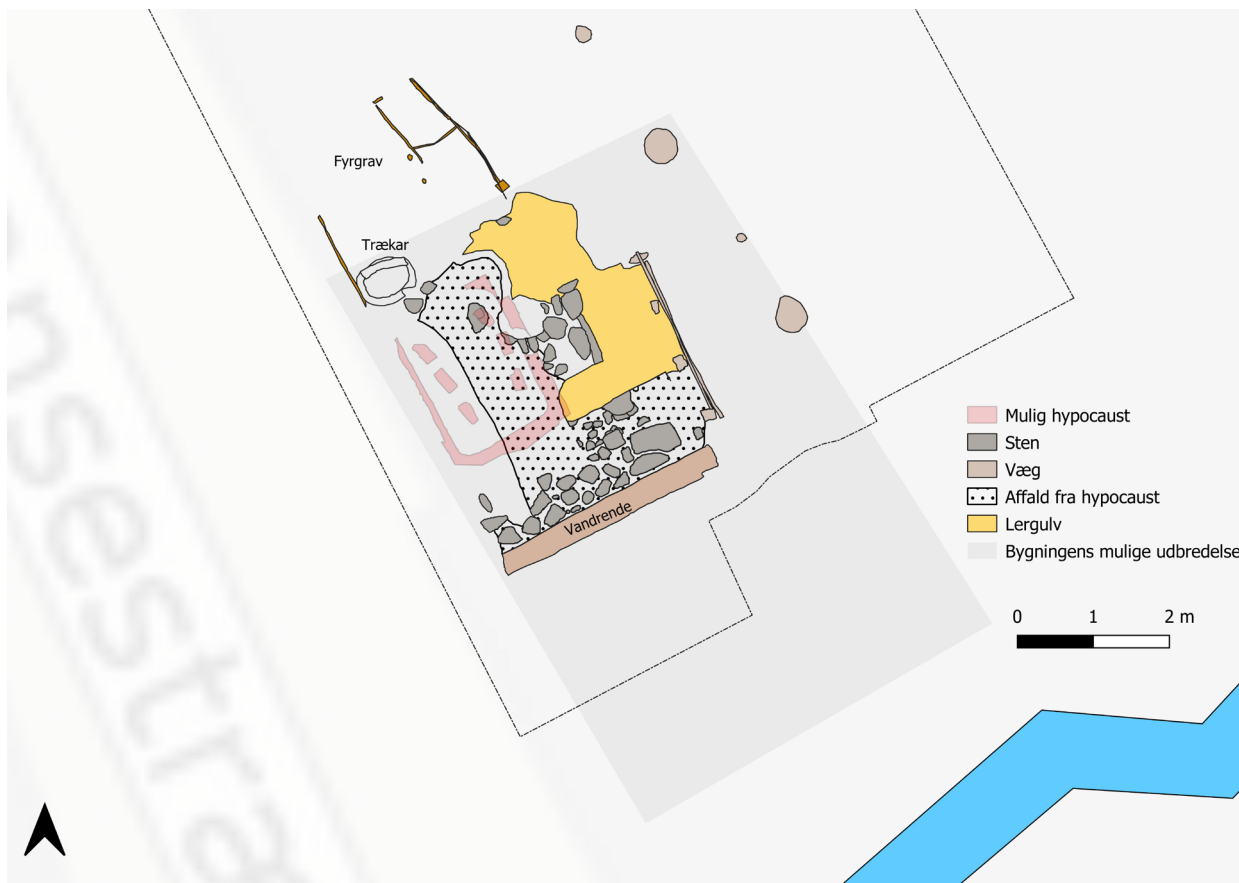 Fyrgrav
Trækar
Vandrende
Mulig hypocaust
Sten
Væg
Affald fra hypocaust
Lergulv
Bygningens mulige udbredelse
0 1 2 m